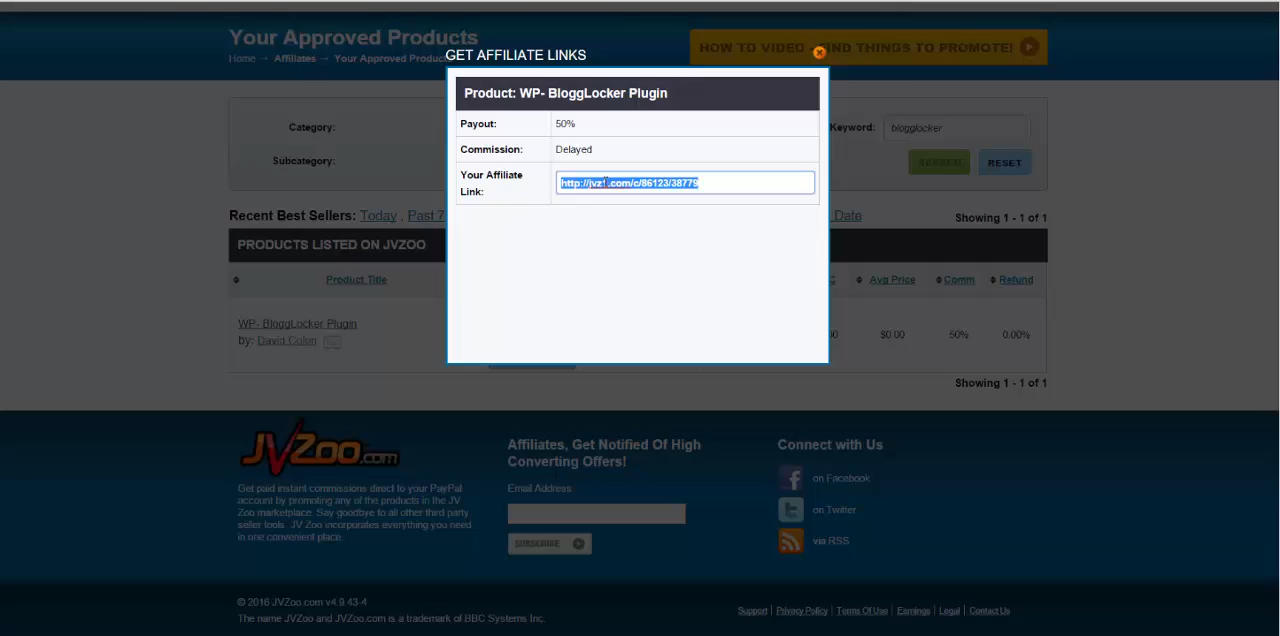 Your Approved Products
Home → Affiliates → Your Approved Products
HOW TO VIDEO - FIND THINGS TO PROMOTE!
GET AFFILIATE LINKS
Product: WP- BloggLocker Plugin
Payout: 50%
Commission: Delayed
Your Affiliate Link:
http://jvz1.com/c/86123/38779
Category:
Subcategory:
Keyword: blogglocker
SEARCH RESET
Recent Best Sellers: Today , Past 7
Date
Showing 1 - 1 of 1
PRODUCTS LISTED ON JVZOO
Product Title
Avg Price Comm Refund
WP- BloggLocker Plugin
by: David Colon
$0.00 50% 0.00%
Showing 1 - 1 of 1
JVZoo.com
Get paid instant commissions direct to your PayPal
account by promoting any of the products in the JV
Zoo marketplace. Say goodbye to all other third party
seller tools. JV Zoo incorporates everything you need
in one convenient place.
Affiliates, Get Notified Of High
Converting Offers!
Email Address:
SUBSCRIBE
Connect with Us
on Facebook
on Twitter
via RSS
© 2016 JVZoo.com v4.9.43-4
The name JVZoo and JVZoo.com is a trademark of BBC Systems Inc.
Support | Privacy Policy | Terms Of Use | Earnings | Legal | Contact Us